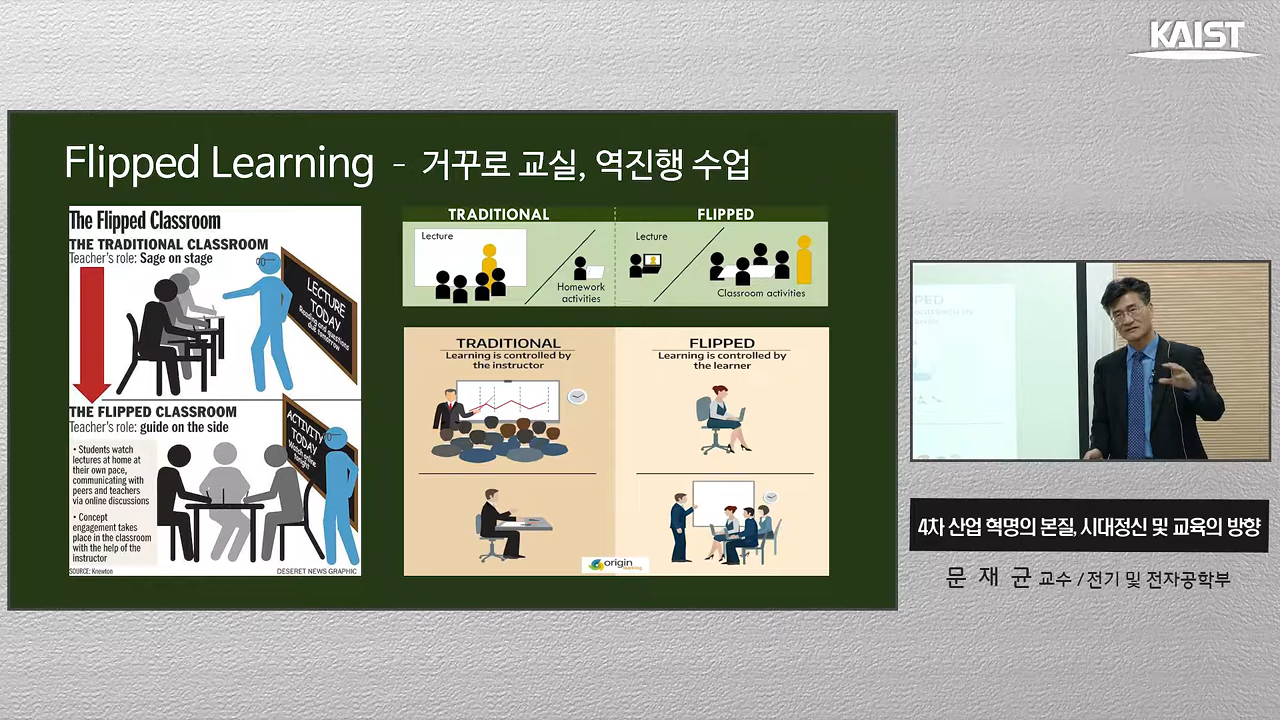 KAIST
Flipped Learning - 거꾸로 교실, 역진행 수업
The Flipped Classroom
THE TRADITIONAL CLASSROOM
Teacher's role: Sage on stage
LECTURE
TODAY
THE FLIPPED CLASSROOM
Teacher's role: guide on the side
ACTIVITY
TODAY
• Students watch
lectures at home at
their own pace,
communicating with
peers and teachers
via online discussions
• Concept
engagement takes
place in the classroom
with the help of the
instructor
SOURCE: Knewton
DESERET NEWS GRAPHIC
TRADITIONAL
FLIPPED
Lecture
Homework
activities
Lecture
Classroom activities
TRADITIONAL
Learning is controlled by
the instructor
FLIPPED
Learning is controlled by
the learner
origin
learning
4차 산업 혁명의 본질, 시대정신 및 교육의 방향
문 재 균 교수 / 전기 및 전자공학부